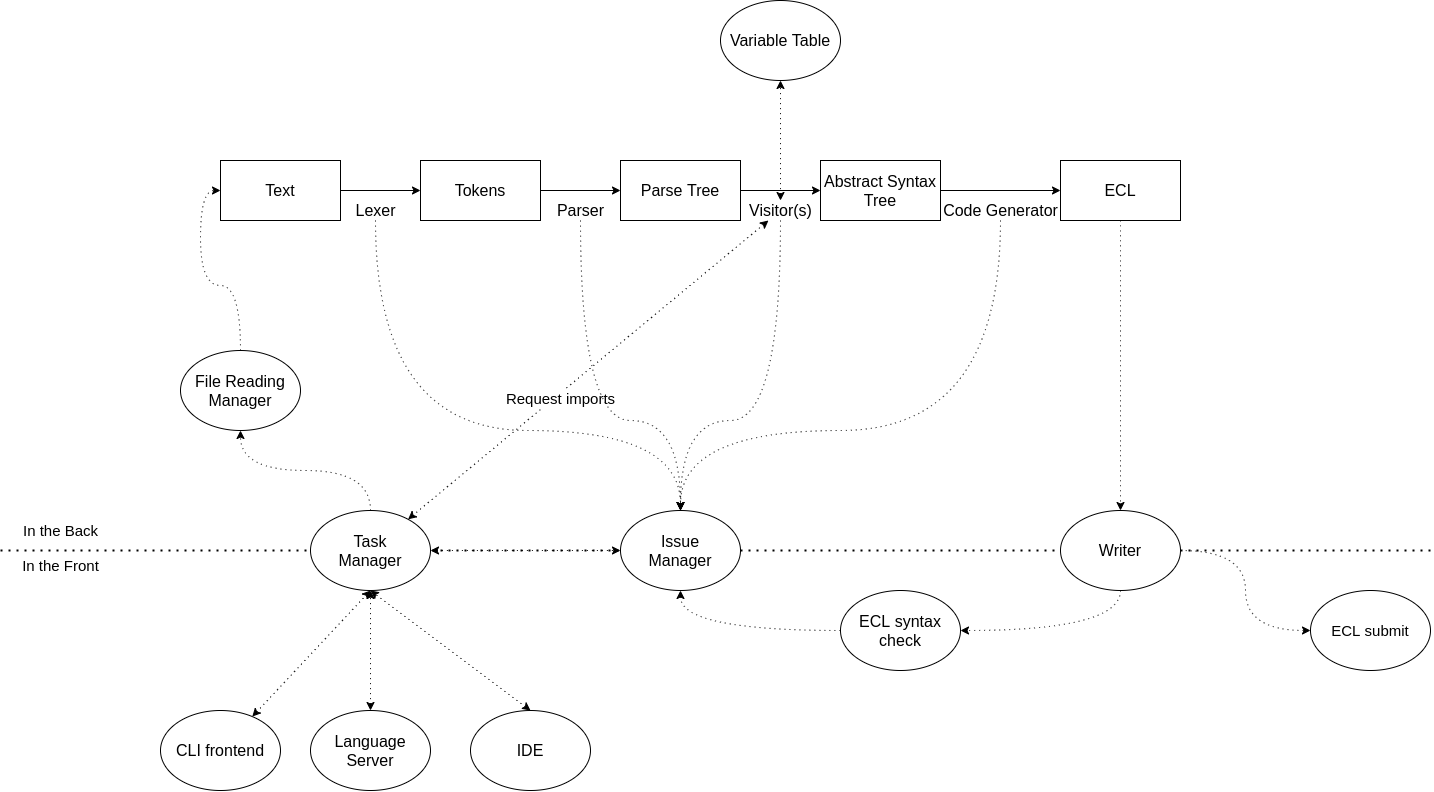 Variable Table
Text
Tokens
Parse Tree
Abstract Syntax
Tree
ECL
Lexer
Parser
Visitor(s)
Code Generator
File Reading
Manager
Request imports
In the Back
In the Front
Task
Manager
Issue
Manager
Writer
ECL syntax
check
ECL submit
CLI frontend
Language
Server
IDE